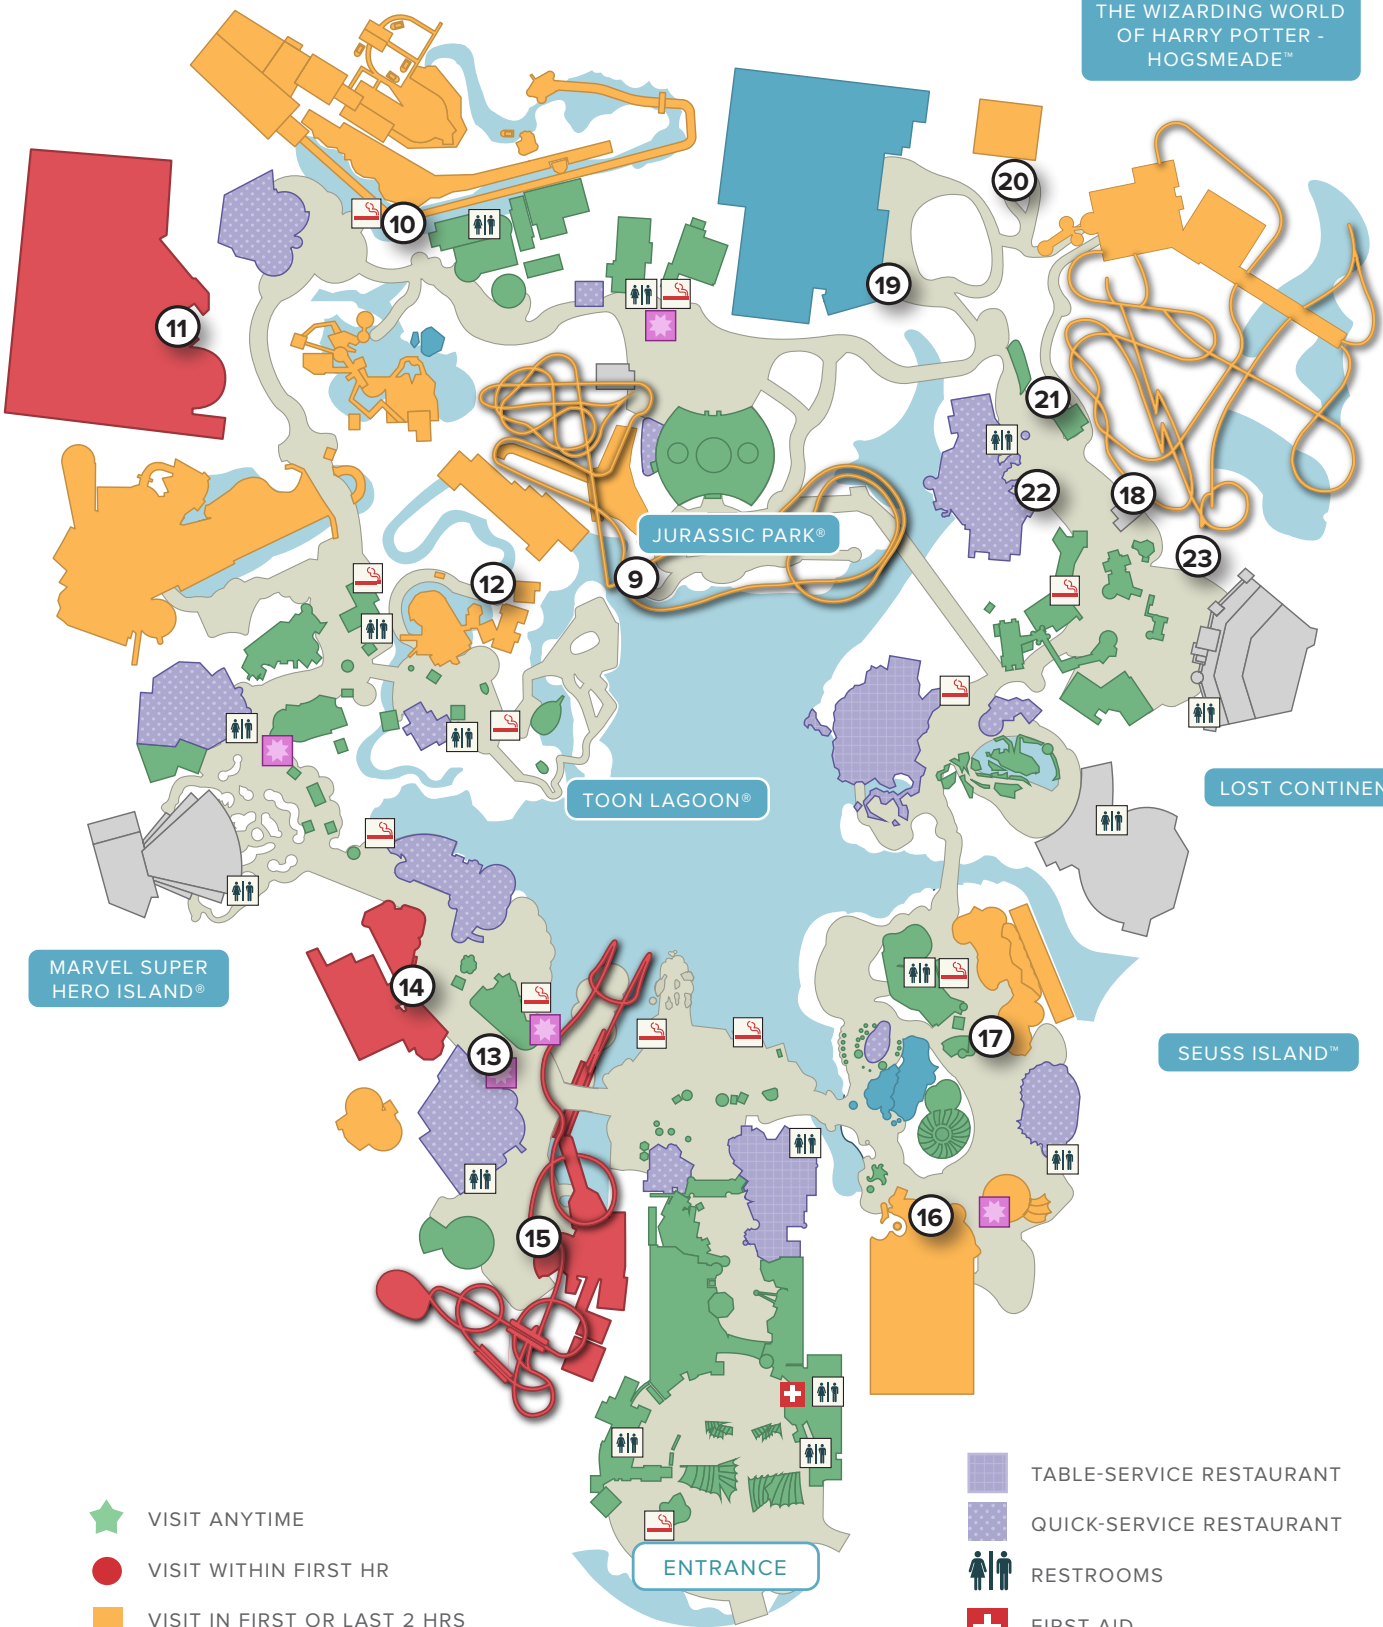 THE WIZARDING WORLD
OF HARRY POTTER -
HOGSMEADE™
20
10
19
11
21
22
18
JURASSIC PARK®
23
9
12
TOON LAGOON®
LOST CONTINEN
MARVEL SUPER
HERO ISLAND®
14
13
17
SEUSS ISLAND™
16
15
ENTRANCE
VISIT ANYTIME
VISIT WITHIN FIRST HR
VISIT IN FIRST OR LAST 2 HRS
TABLE-SERVICE RESTAURANT
QUICK-SERVICE RESTAURANT
RESTROOMS
FIRST AID